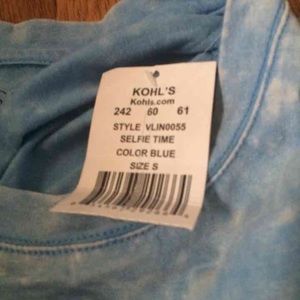 KOHL'S
Kohls.com
242 60 61
STYLE VLIN0055
SELFIE TIME
COLOR BLUE
SIZE S